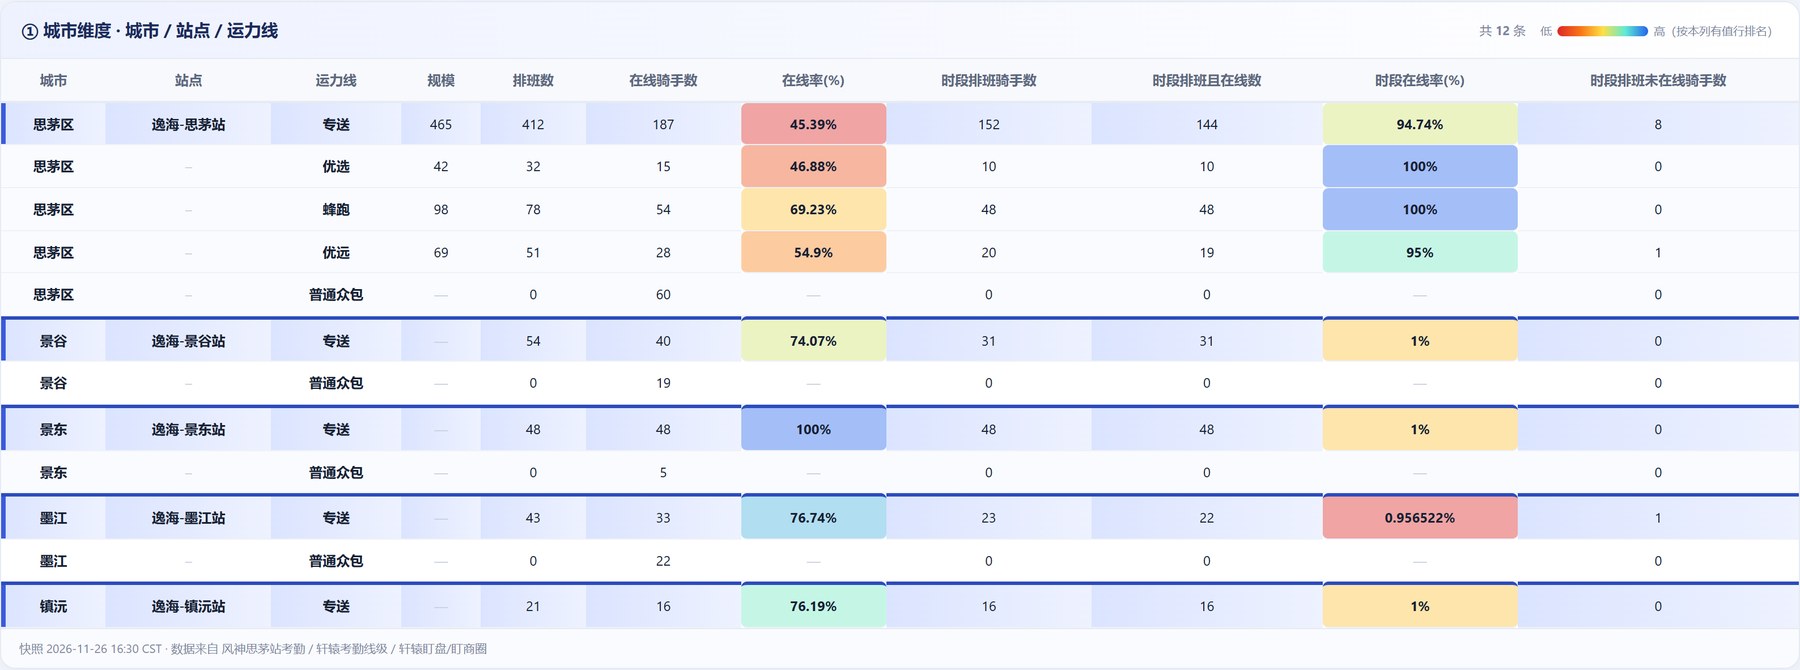 ① 城市维度 · 城市 / 站点 / 运力线 共 12 条 低 高 (按本列有值行排名)
城市 站点 运力线 规模 排班数 在线骑手数 在线率(%) 时段排班骑手数 时段排班且在线数 时段在线率(%) 时段排班未在线骑手数
思茅区 逸海-思茅站 专送 465 412 187 45.39% 152 144 94.74% 8
思茅区 – 优选 42 32 15 46.88% 10 10 100% 0
思茅区 – 蜂跑 98 78 54 69.23% 48 48 100% 0
思茅区 – 优远 69 51 28 54.9% 20 19 95% 1
思茅区 – 普通众包 — 0 60 — 0 0 — 0
景谷 逸海-景谷站 专送 — 54 40 74.07% 31 31 1% 0
景谷 – 普通众包 — 0 19 — 0 0 — 0
景东 逸海-景东站 专送 — 48 48 100% 48 48 1% 0
景东 – 普通众包 — 0 5 — 0 0 — 0
墨江 逸海-墨江站 专送 — 43 33 76.74% 23 22 0.956522% 1
墨江 – 普通众包 — 0 22 — 0 0 — 0
镇沅 逸海-镇沅站 专送 — 21 16 76.19% 16 16 1% 0
快照 2026-11-26 16:30 CST · 数据来自 风神思茅站考勤 / 轩辕考勤线级 / 轩辕盯盘/盯商圈